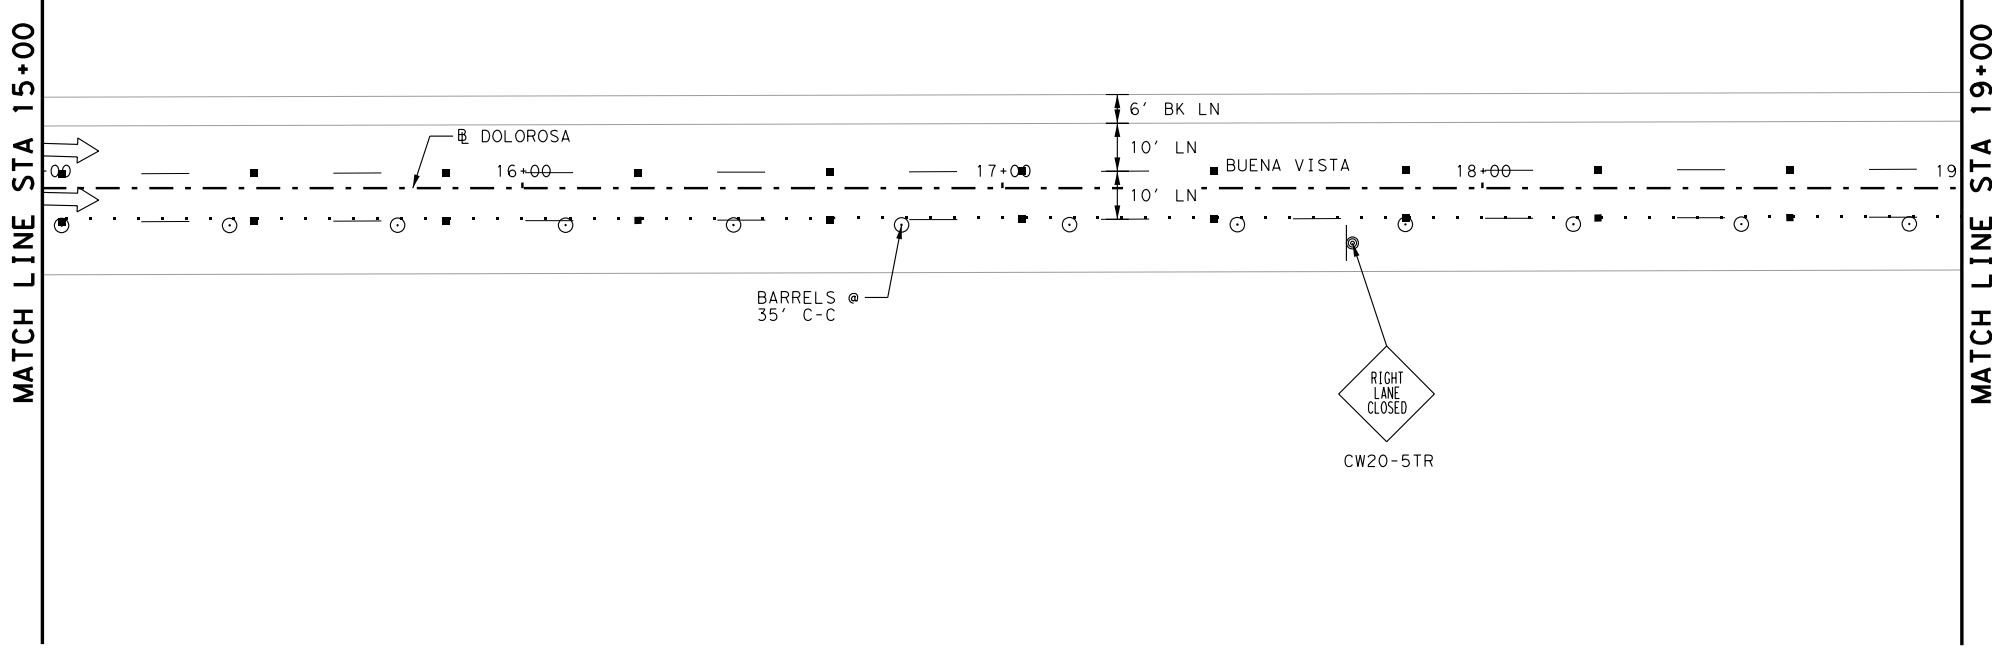 MATCH LINE STA 15+00
6' BK LN
℄ DOLOROSA
10' LN
00
16+00
17+00
BUENA VISTA
18+00
19
10' LN
BARRELS @
35' C-C
RIGHT
LANE
CLOSED
CW20-5TR
MATCH LINE STA 19+00